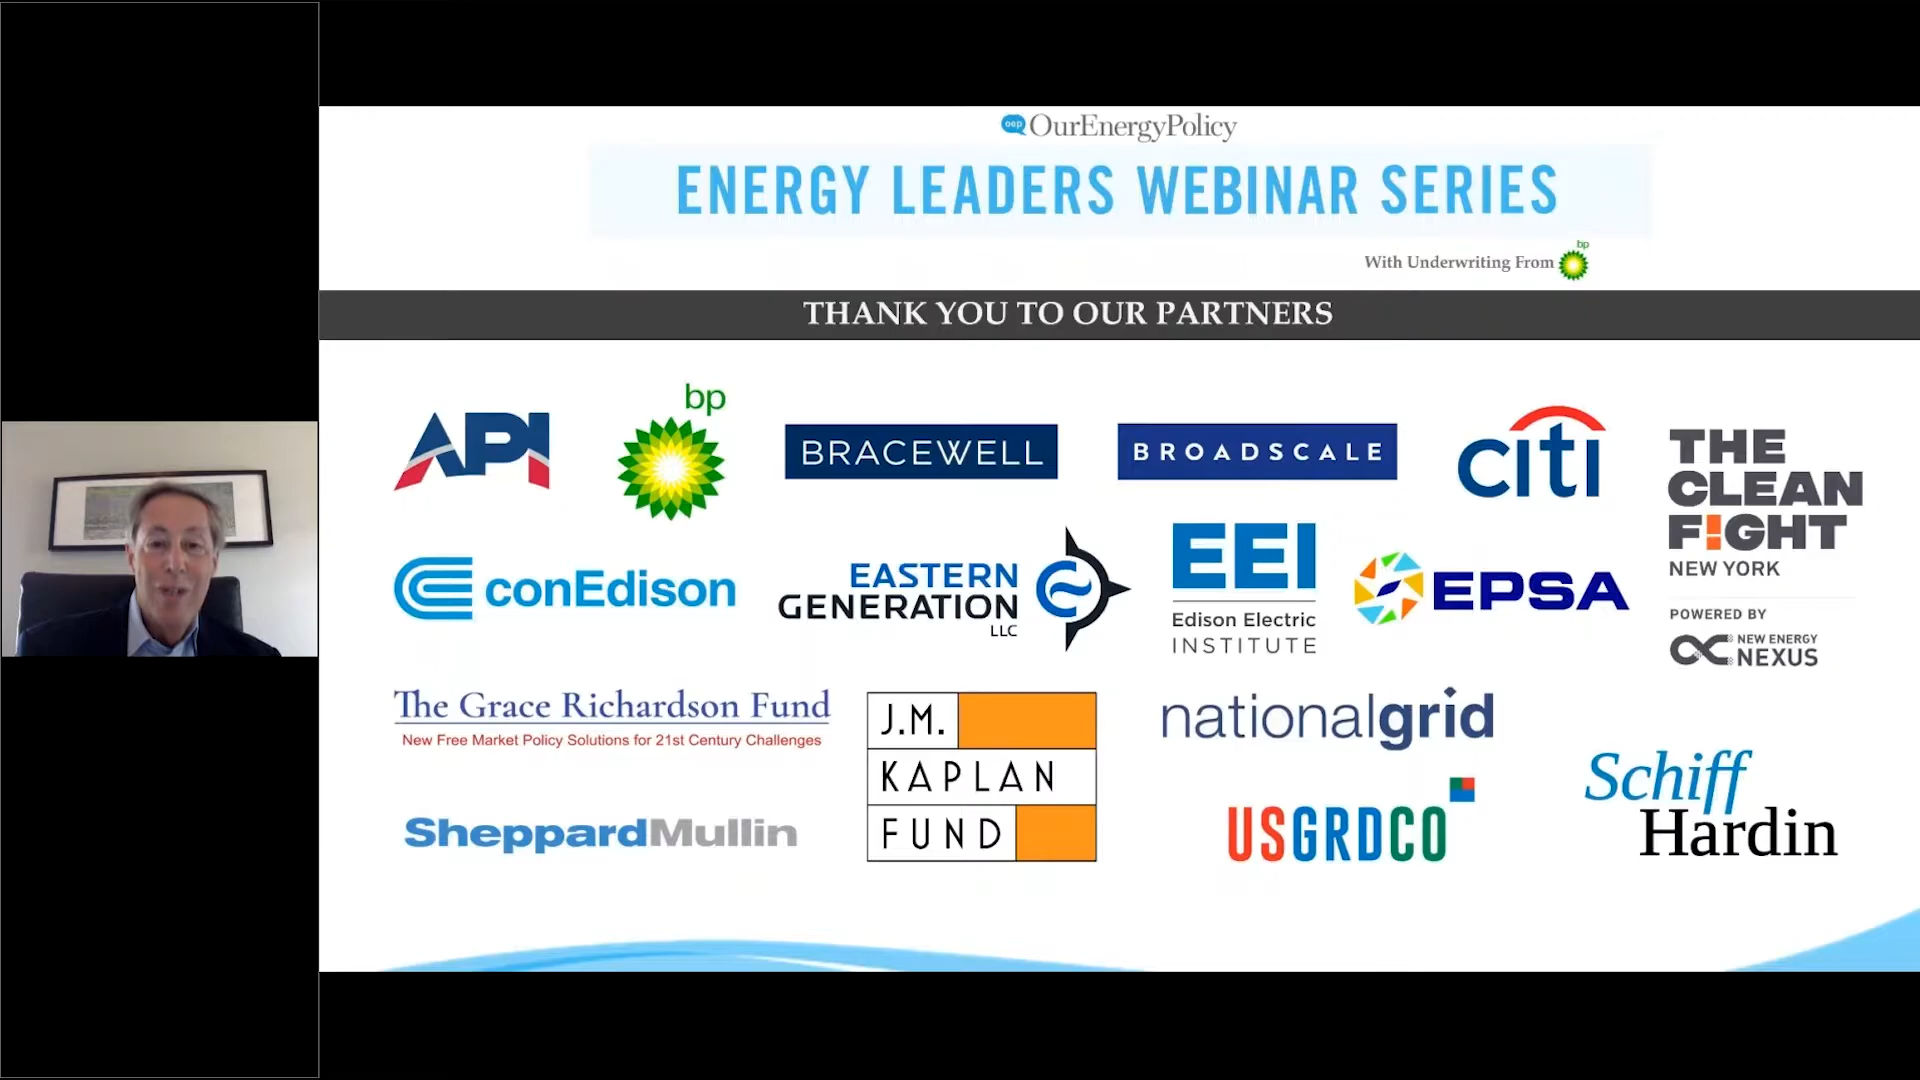 oep OurEnergyPolicy
ENERGY LEADERS WEBINAR SERIES
With Underwriting From bp
THANK YOU TO OUR PARTNERS
API
bp
BRACEWELL
BROADSCALE
citi
THE
CLEAN
F!GHT
NEW YORK
POWERED BY
NEW ENERGY
NEXUS
conEdison
EASTERN
GENERATION
LLC
EEI
Edison Electric
INSTITUTE
EPSA
The Grace Richardson Fund
New Free Market Policy Solutions for 21st Century Challenges
J.M.
KAPLAN
FUND
nationalgrid
Schiff
Hardin
SheppardMullin
USGRDCO